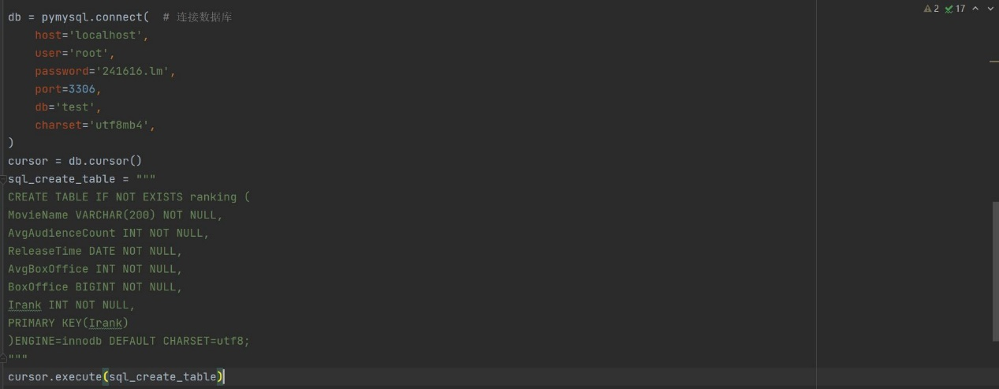 2 17
db = pymysql.connect(  # 连接数据库
    host='localhost',
    user='root',
    password='241616.lm',
    port=3306,
    db='test',
    charset='utf8mb4',
)
cursor = db.cursor()
sql_create_table = """
CREATE TABLE IF NOT EXISTS ranking (
MovieName VARCHAR(200) NOT NULL,
AvgAudienceCount INT NOT NULL,
ReleaseTime DATE NOT NULL,
AvgBoxOffice INT NOT NULL,
BoxOffice BIGINT NOT NULL,
Irank INT NOT NULL,
PRIMARY KEY(Irank)
)ENGINE=innodb DEFAULT CHARSET=utf8;
"""
cursor.execute(sql_create_table)